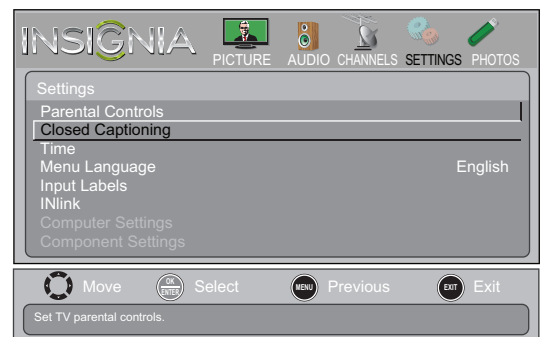 INSIGNIA
PICTURE AUDIO CHANNELS SETTINGS PHOTOS
Settings
Parental Controls
Closed Captioning
Time
Menu Language English
Input Labels
INlink
Computer Settings
Component Settings
Move OK ENTER Select MENU Previous EXIT Exit
Set TV parental controls.